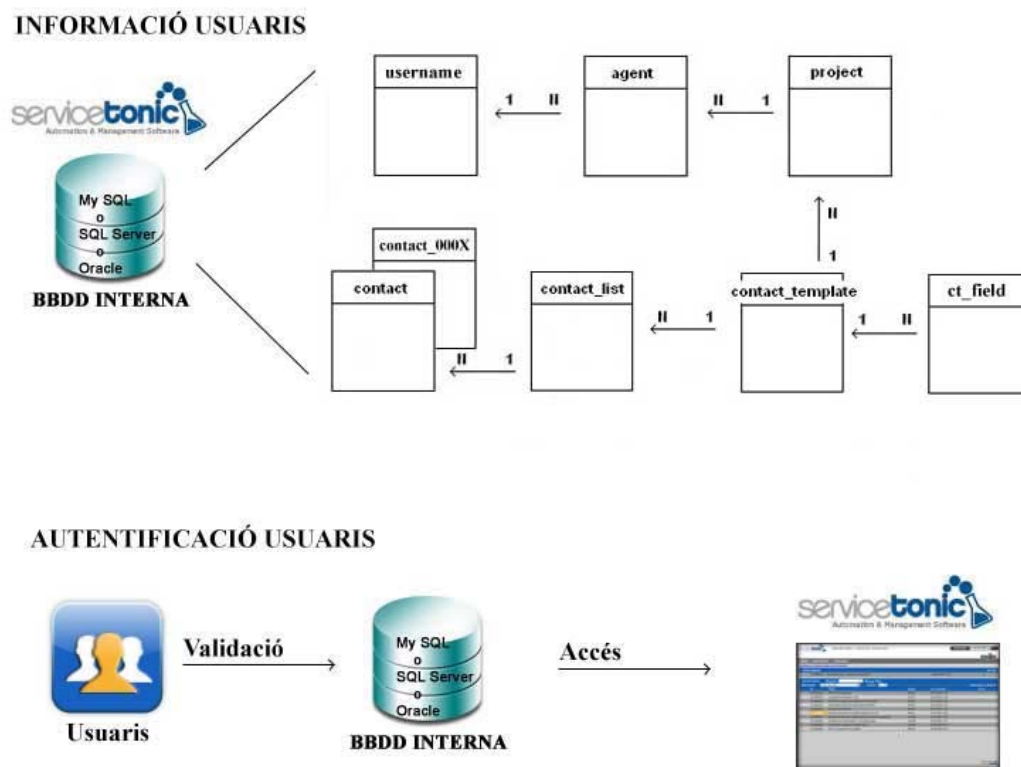 INFORMACIÓ USUARIS
servicetonic
Automation & Management Software
My SQL
o
SQL Server
o
Oracle
BBDD INTERNA
username
agent
project
1 N
N 1
N
1
contact_000X
contact
contact_list
contact_template
ct_field
N 1
N 1
1 N
AUTENTIFICACIÓ USUARIS
Usuaris
Validació
My SQL
o
SQL Server
o
Oracle
BBDD INTERNA
Accés
servicetonic
Automation & Management Software